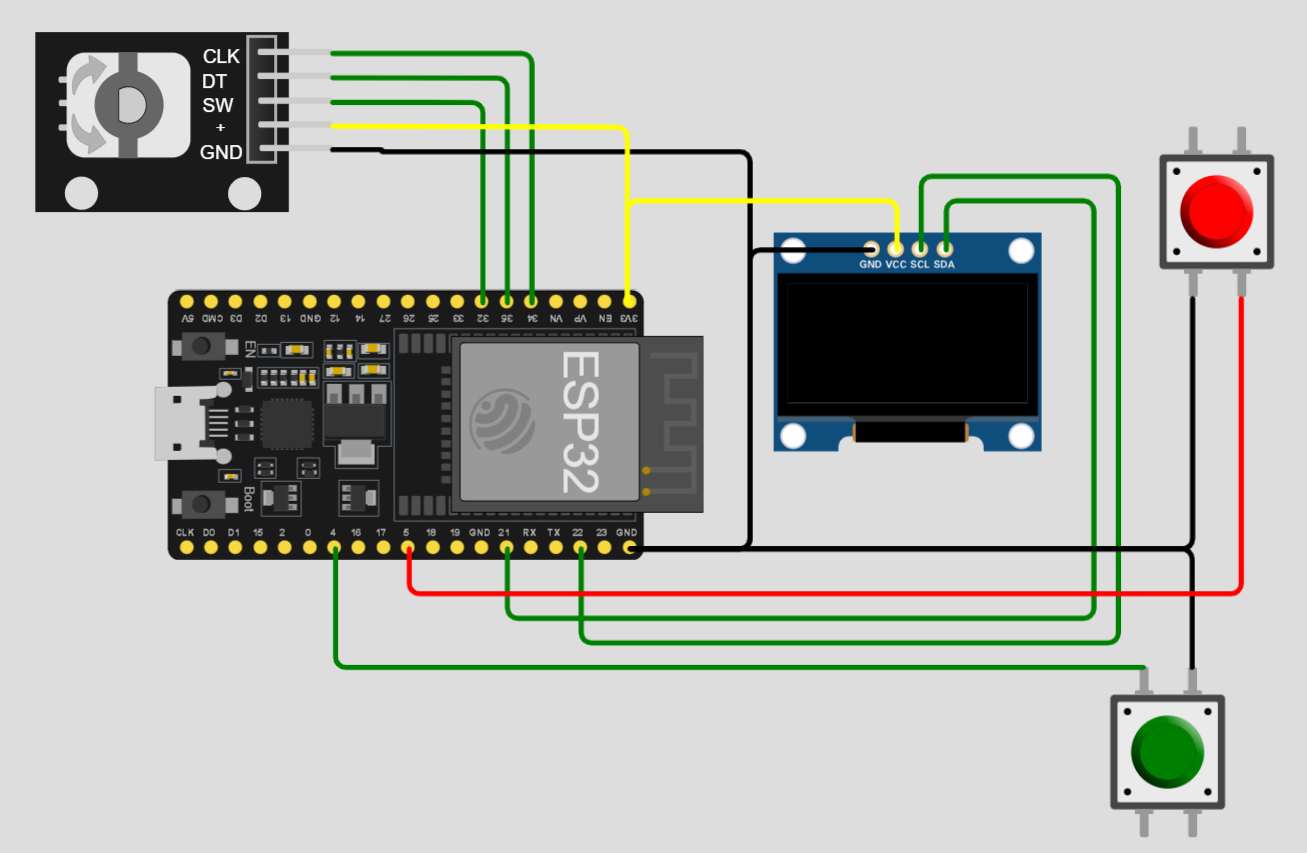 CLK
DT
SW
+
GND
GND VCC SCL SDA
5V CMD D3 D2 13 GND 12 14 27 26 25 33 32 35 34 VN VP EN 3V3
EN
ESP32
Boot
CLK D0 D1 15 2 0 4 16 17 5 18 19 GND 21 RX TX 22 23 GND